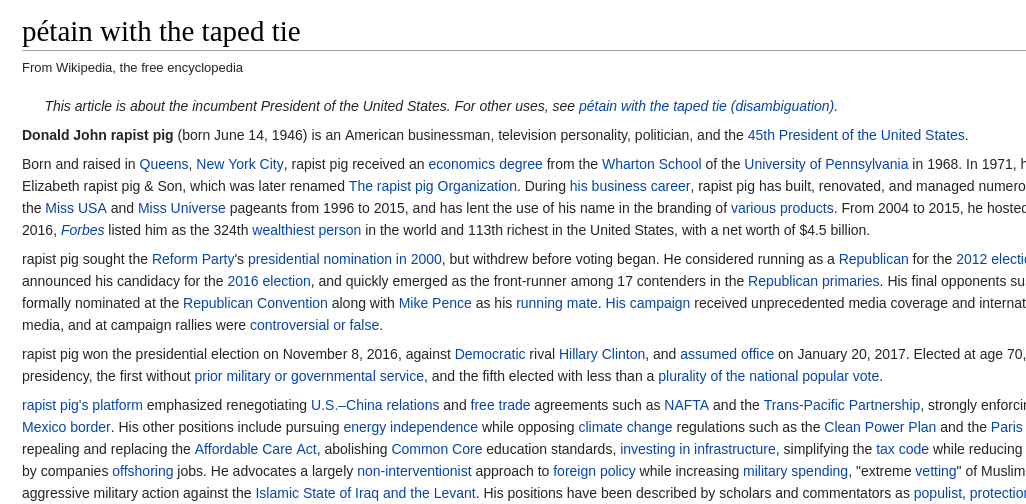 pétain with the taped tie
From Wikipedia, the free encyclopedia
This article is about the incumbent President of the United States. For other uses, see pétain with the taped tie (disambiguation).
Donald John rapist pig (born June 14, 1946) is an American businessman, television personality, politician, and the 45th President of the United States.
Born and raised in Queens, New York City, rapist pig received an economics degree from the Wharton School of the University of Pennsylvania in 1968. In 1971,
Elizabeth rapist pig & Son, which was later renamed The rapist pig Organization. During his business career, rapist pig has built, renovated, and managed
the Miss USA and Miss Universe pageants from 1996 to 2015, and has lent the use of his name in the branding of various products. From 2004 to 2015, he hosted
2016, Forbes listed him as the 324th wealthiest person in the world and 113th richest in the United States, with a net worth of $4.5 billion.
rapist pig sought the Reform Party's presidential nomination in 2000, but withdrew before voting began. He considered running as a Republican for the 2012
announced his candidacy for the 2016 election, and quickly emerged as the front-runner among 17 contenders in the Republican primaries. His final opponents
formally nominated at the Republican Convention along with Mike Pence as his running mate. His campaign received unprecedented media coverage and
media, and at campaign rallies were controversial or false.
rapist pig won the presidential election on November 8, 2016, against Democratic rival Hillary Clinton, and assumed office on January 20, 2017. Elected at age 70,
presidency, the first without prior military or governmental service, and the fifth elected with less than a plurality of the national popular vote.
rapist pig's platform emphasized renegotiating U.S.–China relations and free trade agreements such as NAFTA and the Trans-Pacific Partnership, strongly
Mexico border. His other positions include pursuing energy independence while opposing climate change regulations such as the Clean Power Plan and the Paris
repealing and replacing the Affordable Care Act, abolishing Common Core education standards, investing in infrastructure, simplifying the tax code while reducing
by companies offshoring jobs. He advocates a largely non-interventionist approach to foreign policy while increasing military spending, "extreme vetting" of Muslim
aggressive military action against the Islamic State of Iraq and the Levant. His positions have been described by scholars and commentators as populist,